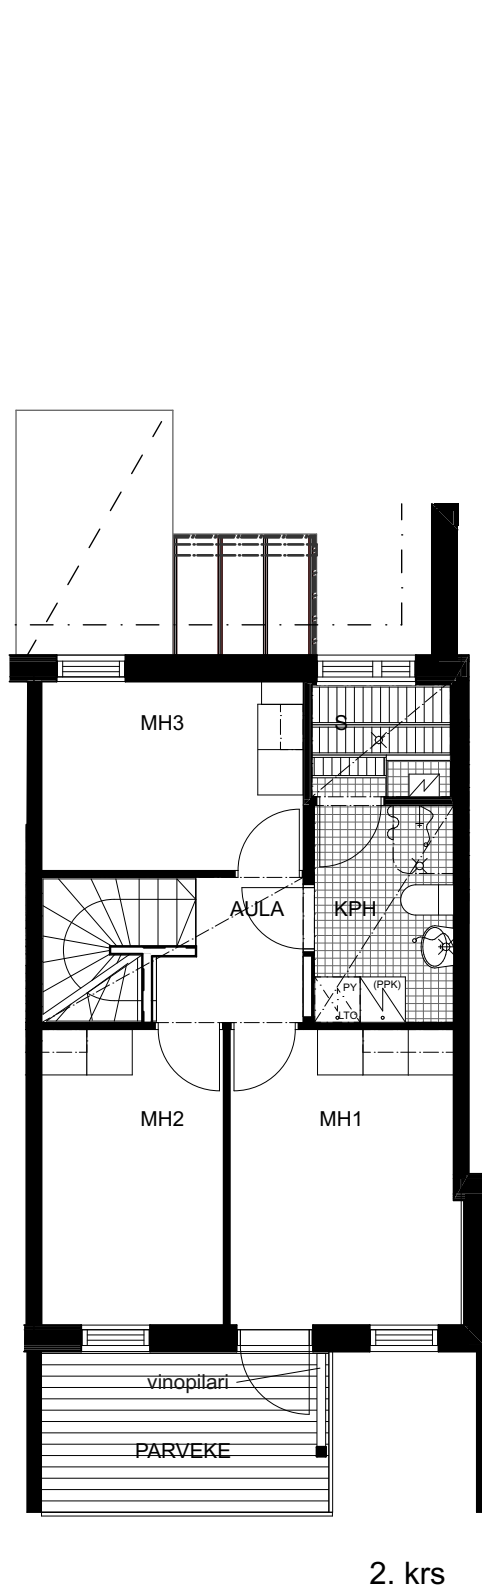 MH3
S
AULA
KPH
PY
(PPK)
LTO
MH2
MH1
vinopilari
PARVEKE
2. krs